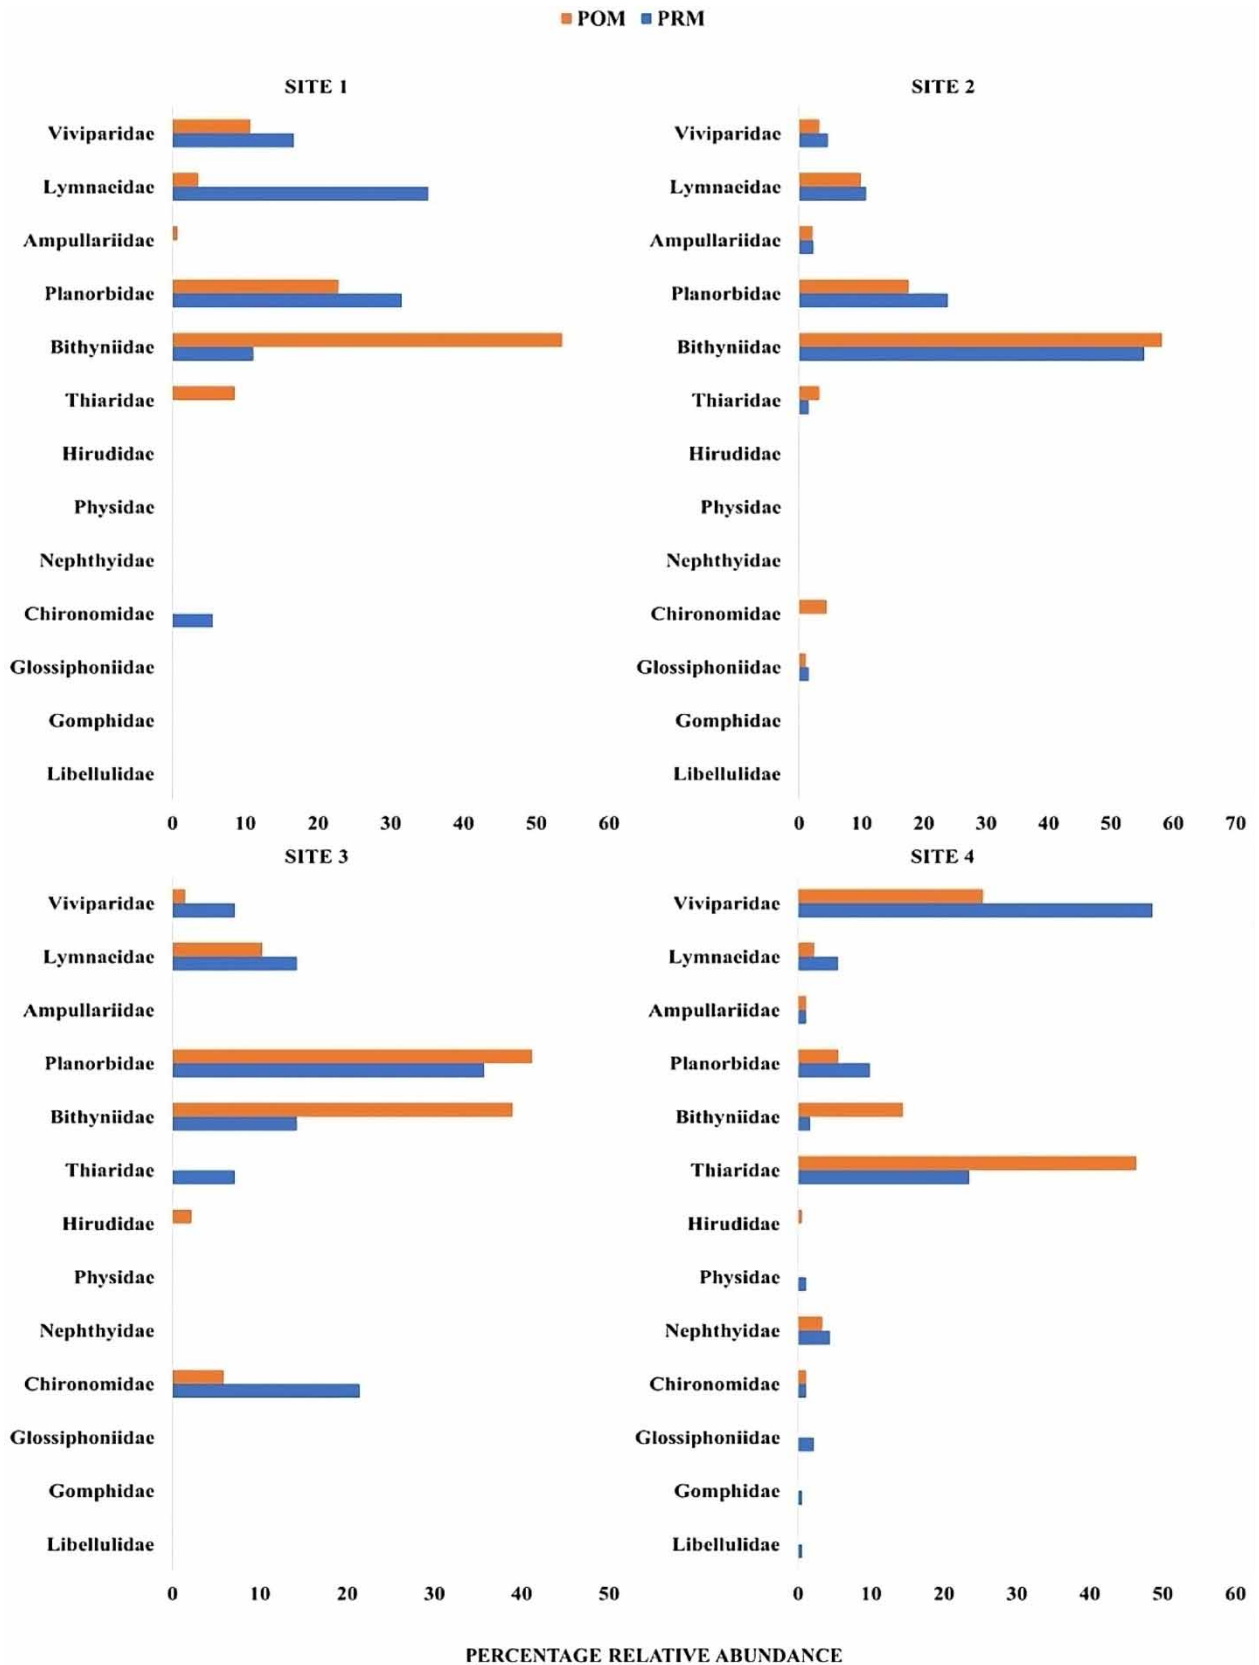 POM PRM
SITE 1
Viviparidae
Lymnaeidae
Ampullariidae
Planorbidae
Bithyniidae
Thiaridae
Hirudidae
Physidae
Nephthyidae
Chironomidae
Glossiphoniidae
Gomphidae
Libellulidae
0 10 20 30 40 50 60
SITE 2
Viviparidae
Lymnaeidae
Ampullariidae
Planorbidae
Bithyniidae
Thiaridae
Hirudidae
Physidae
Nephthyidae
Chironomidae
Glossiphoniidae
Gomphidae
Libellulidae
0 10 20 30 40 50 60 70
SITE 3
Viviparidae
Lymnaeidae
Ampullariidae
Planorbidae
Bithyniidae
Thiaridae
Hirudidae
Physidae
Nephthyidae
Chironomidae
Glossiphoniidae
Gomphidae
Libellulidae
0 10 20 30 40 50
SITE 4
Viviparidae
Lymnaeidae
Ampullariidae
Planorbidae
Bithyniidae
Thiaridae
Hirudidae
Physidae
Nephthyidae
Chironomidae
Glossiphoniidae
Gomphidae
Libellulidae
0 10 20 30 40 50 60
PERCENTAGE RELATIVE ABUNDANCE